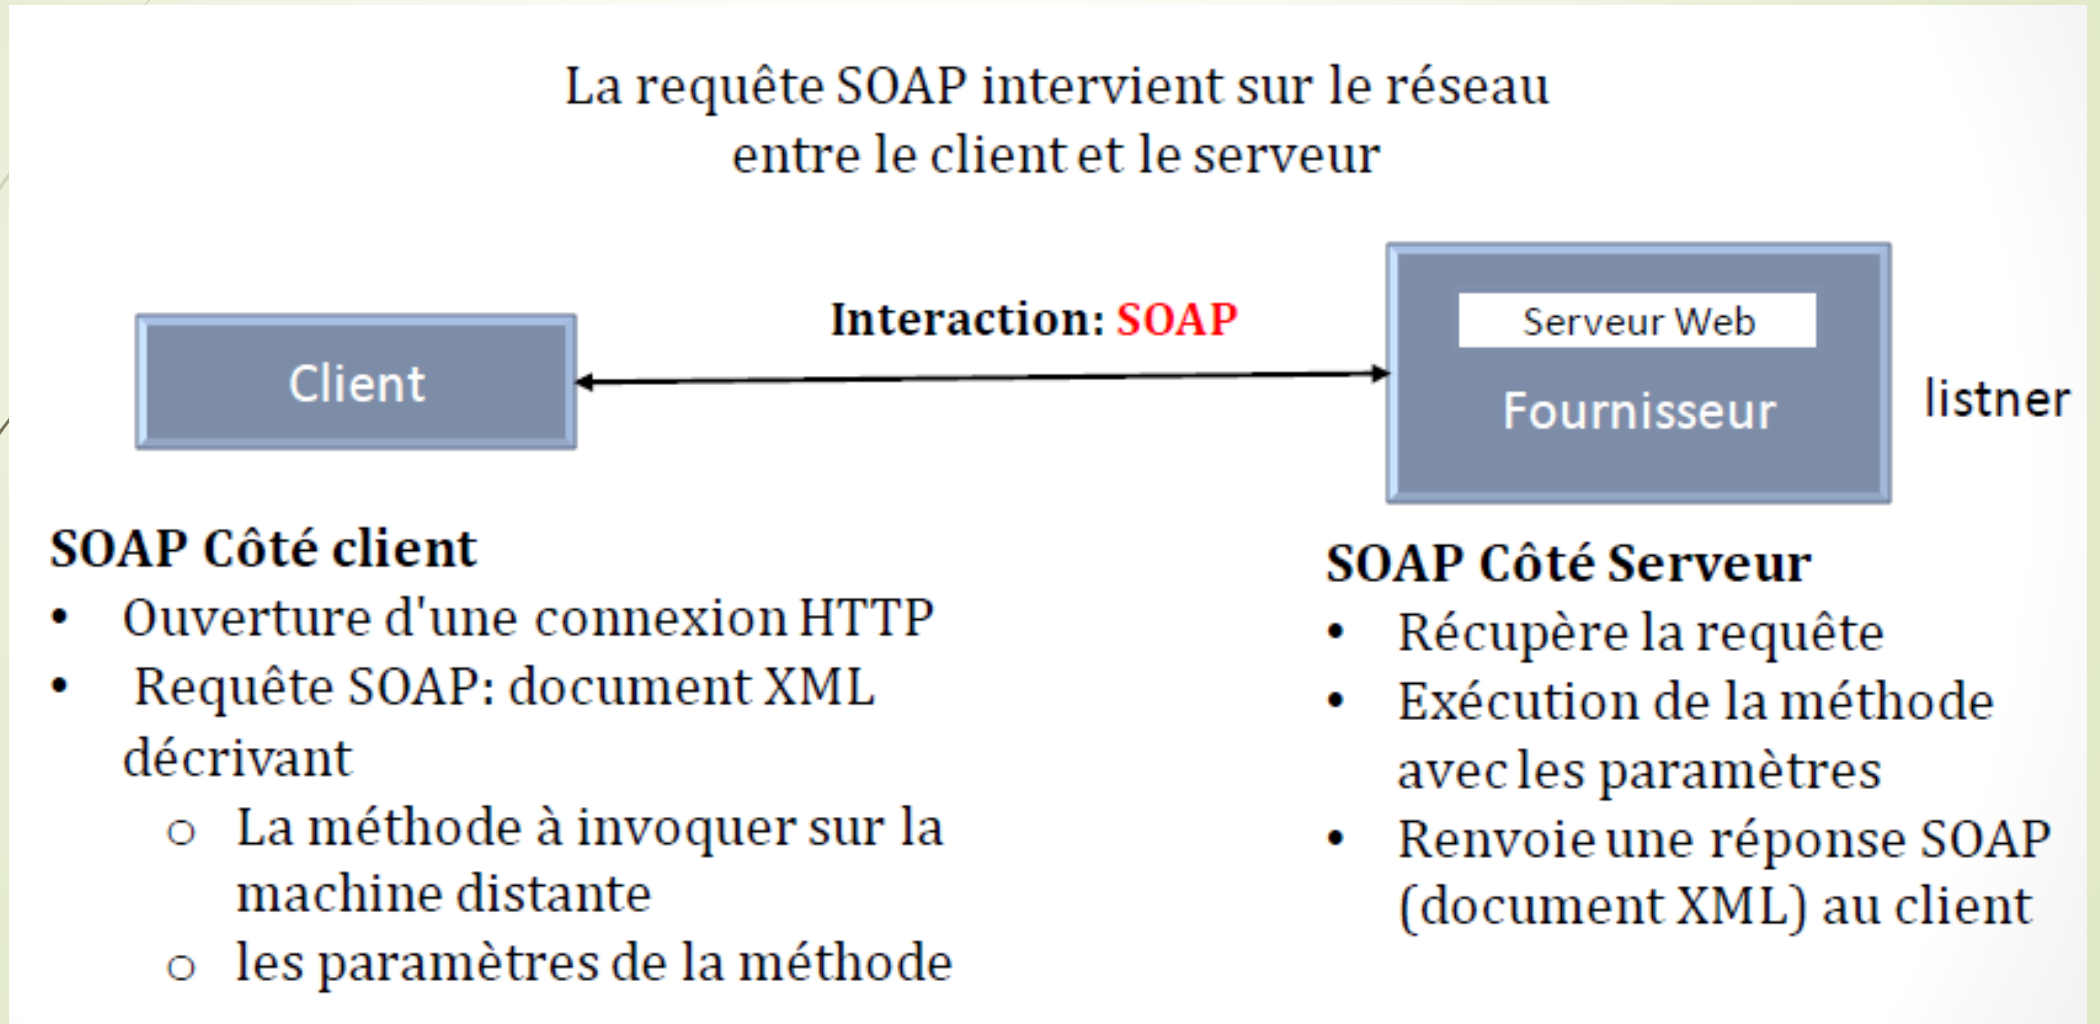 La requête SOAP intervient sur le réseau
entre le client et le serveur
Interaction: SOAP
Client
Serveur Web
Fournisseur
listner
SOAP Côté client
• Ouverture d'une connexion HTTP
• Requête SOAP: document XML
décrivant
o La méthode à invoquer sur la
machine distante
o les paramètres de la méthode
SOAP Côté Serveur
• Récupère la requête
• Exécution de la méthode
avec les paramètres
• Renvoie une réponse SOAP
(document XML) au client